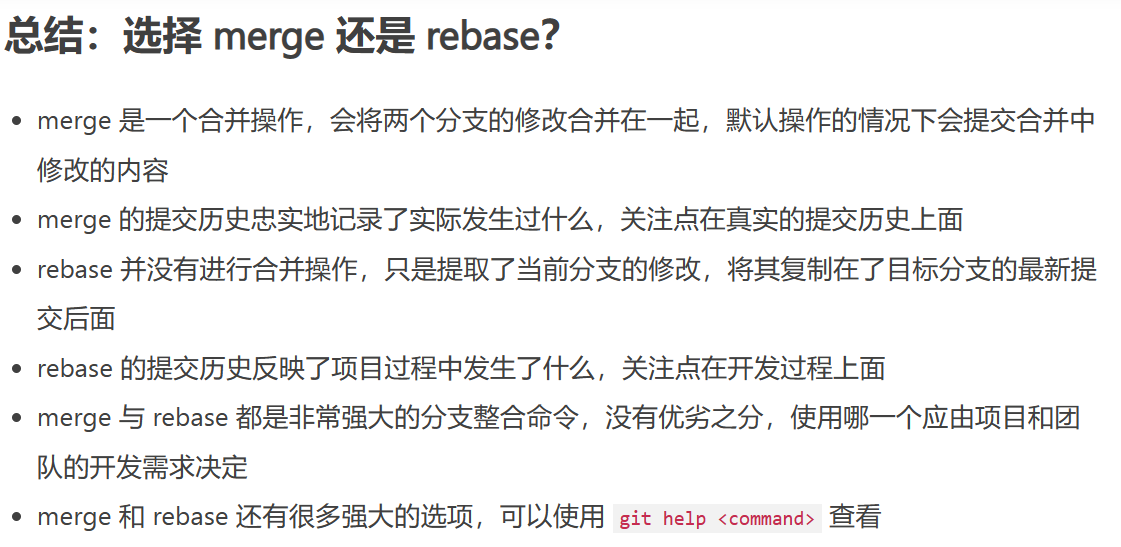 总结：选择 merge 还是 rebase？
• merge 是一个合并操作，会将两个分支的修改合并在一起，默认操作的情况下会提交合并中
修改的内容
• merge 的提交历史忠实地记录了实际发生过什么，关注点在真实的提交历史上面
• rebase 并没有进行合并操作，只是提取了当前分支的修改，将其复制在了目标分支的最新提
交后面
• rebase 的提交历史反映了项目过程中发生了什么，关注点在开发过程上面
• merge 与 rebase 都是非常强大的分支整合命令，没有优劣之分，使用哪一个应由项目和团
队的开发需求决定
• merge 和 rebase 还有很多强大的选项，可以使用 git help <command> 查看